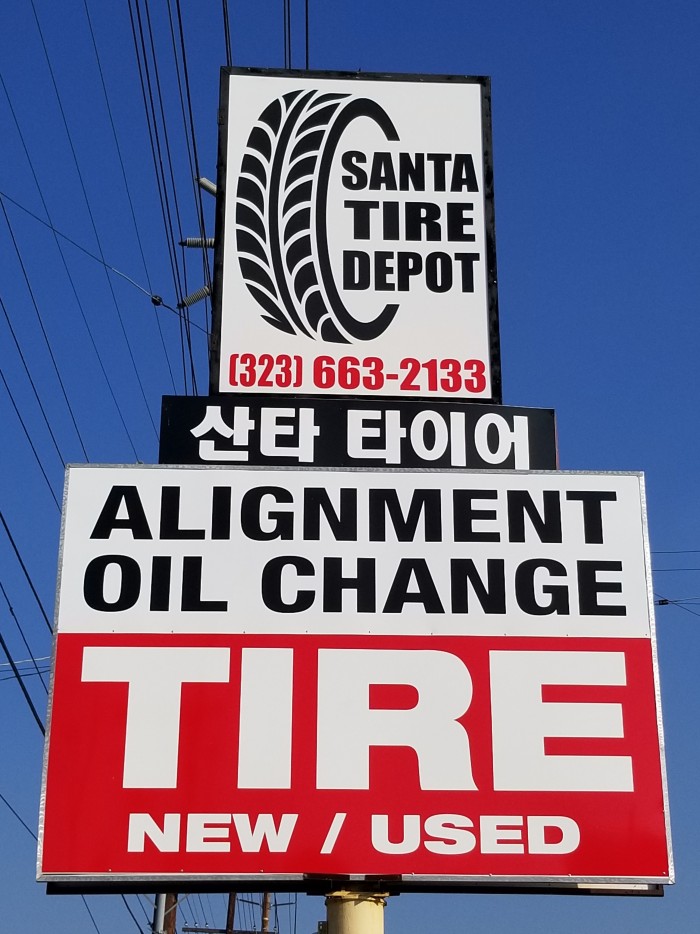 SANTA
TIRE
DEPOT
(323) 663-2133
산타 타이어
ALIGNMENT
OIL CHANGE
TIRE
NEW / USED